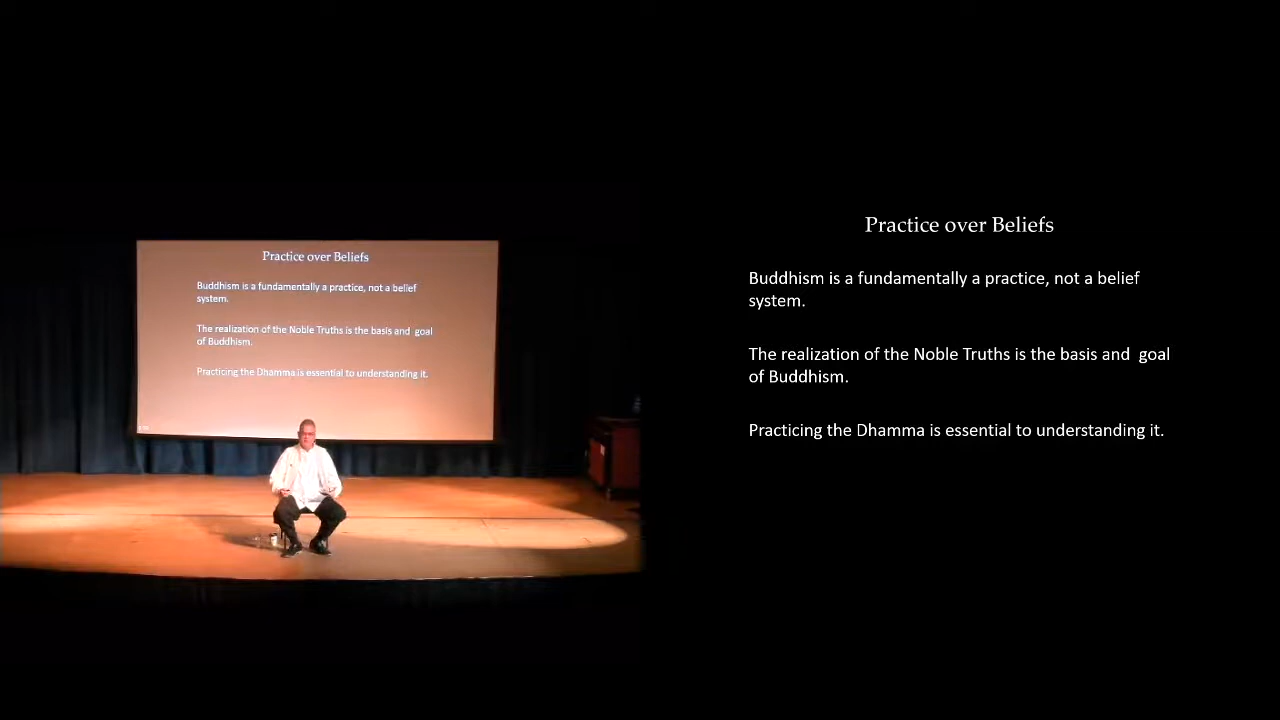 Practice over Beliefs
Buddhism is a fundamentally a practice, not a belief
system.
The realization of the Noble Truths is the basis and goal
of Buddhism.
Practicing the Dhamma is essential to understanding it.
Practice over Beliefs
Buddhism is a fundamentally a practice, not a belief
system.
The realization of the Noble Truths is the basis and  goal
of Buddhism.
Practicing the Dhamma is essential to understanding it.